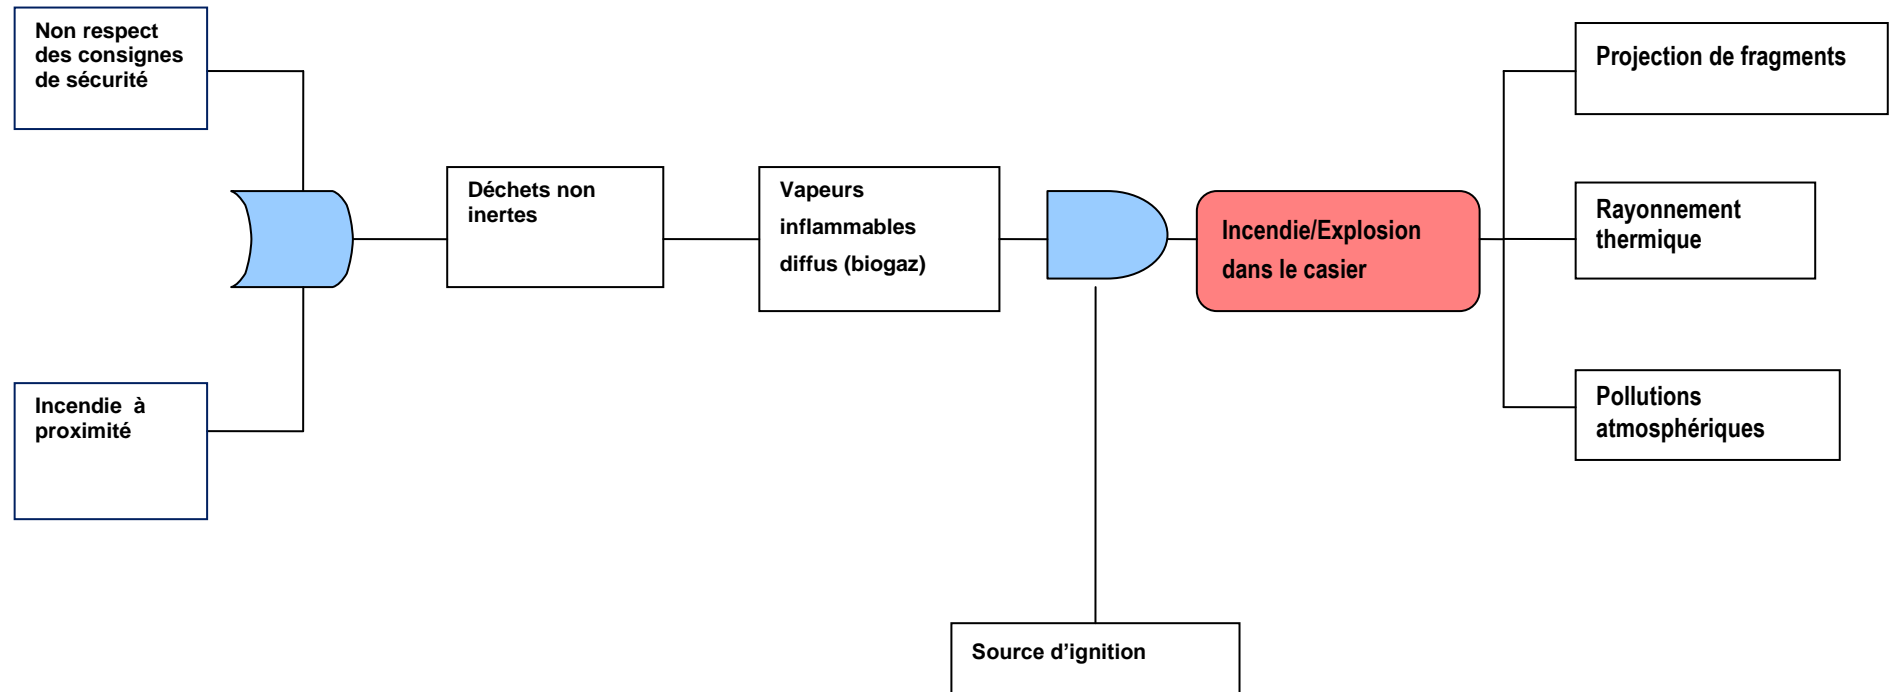 Non respect
des consignes
de sécurité
Incendie à
proximité
Déchets non
inertes
Vapeurs
inflammables
diffus (biogaz)
Source d’ignition
Incendie/Explosion
dans le casier
Projection de fragments
Rayonnement
thermique
Pollutions
atmosphériques